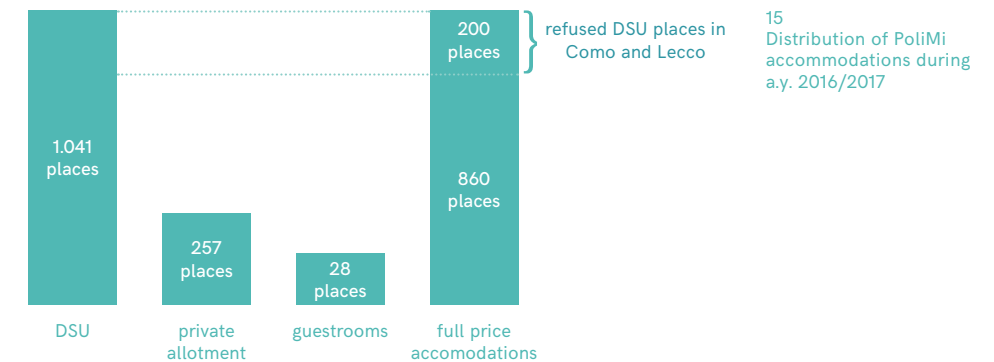 1.041
places
257
places
28
places
200
places
860
places
refused DSU places in
Como and Lecco
DSU
private
allotment
guestrooms
full price
accomodations
15
Distribution of PoliMi
accommodations during
a.y. 2016/2017